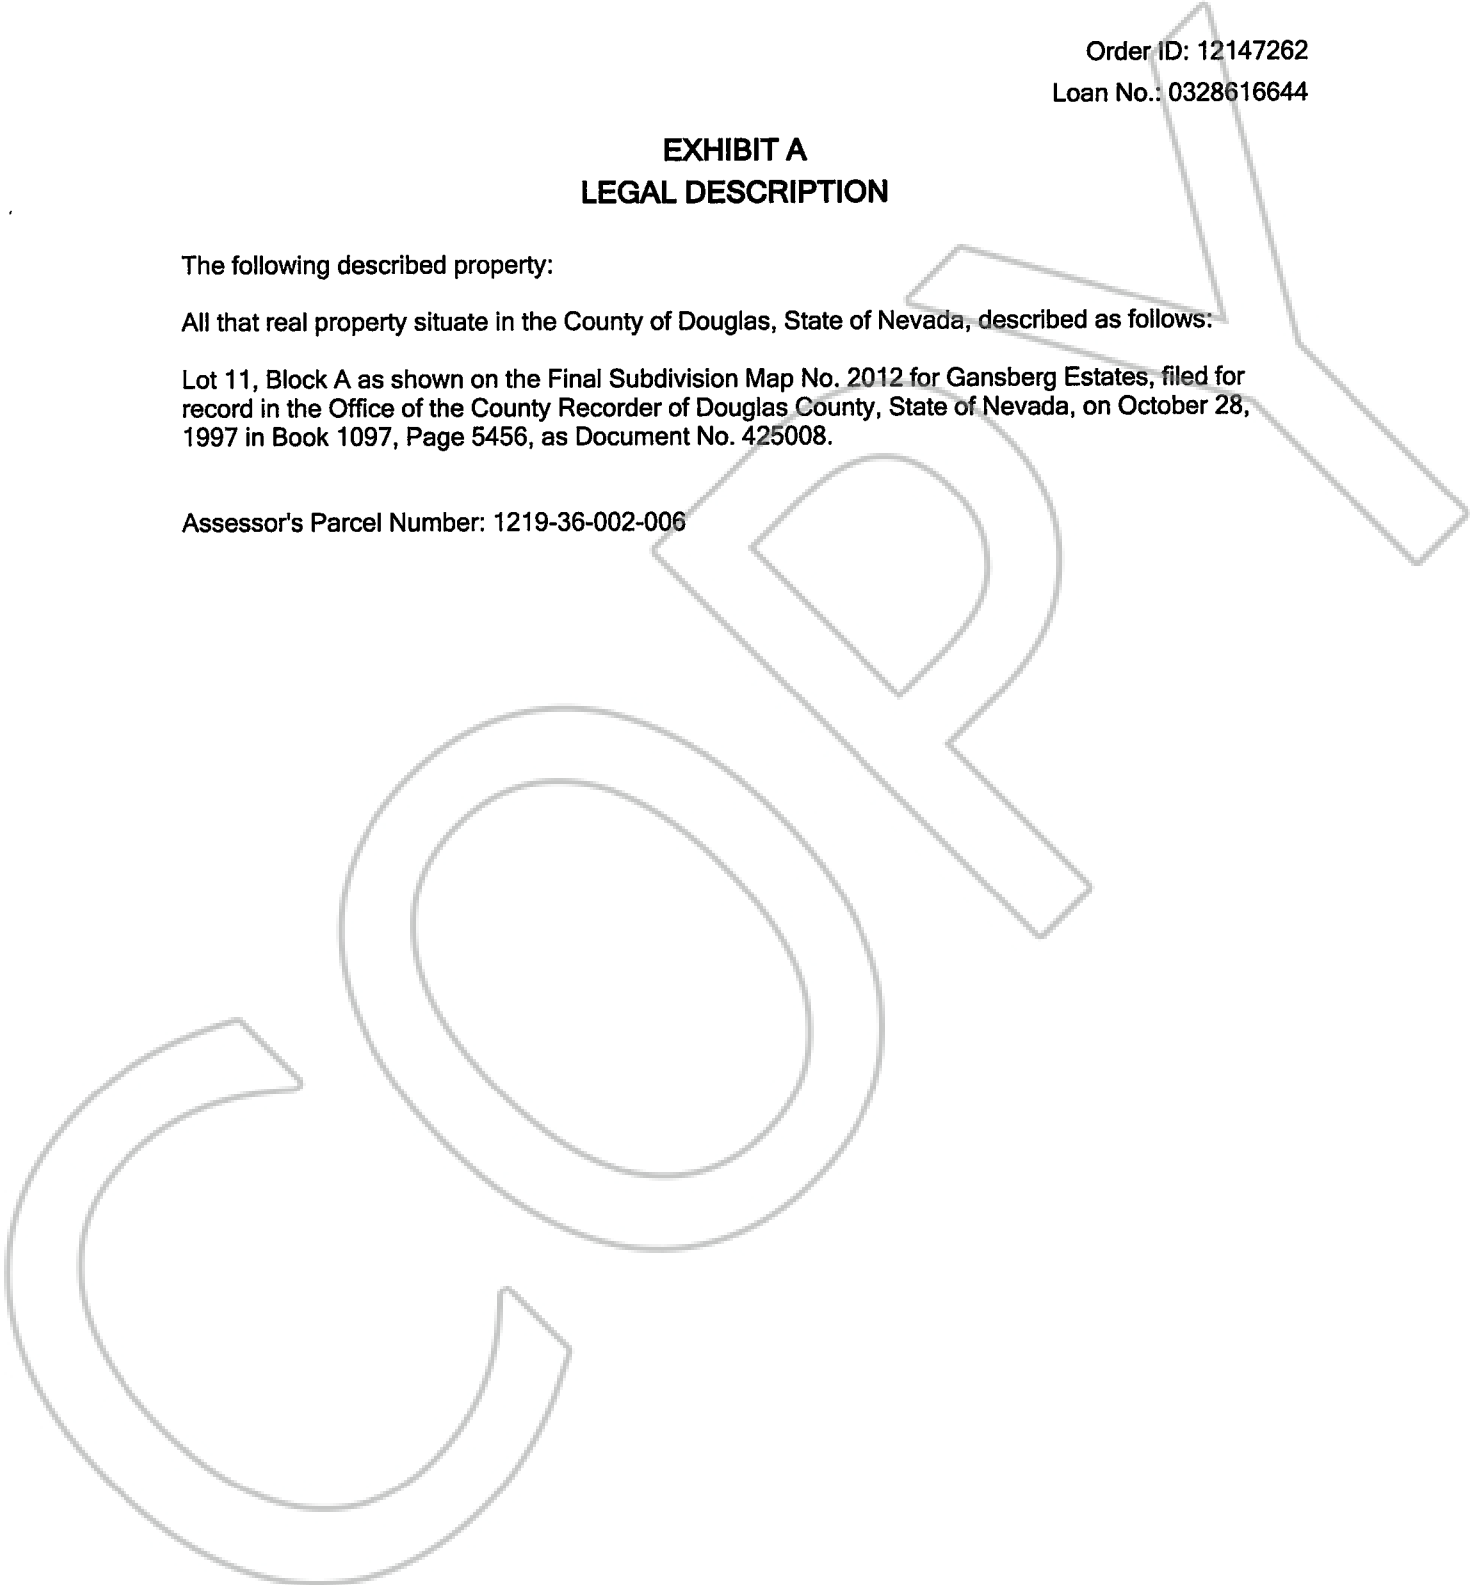 Order ID: 12147262
Loan No.: 0328616644
EXHIBIT A
LEGAL DESCRIPTION
The following described property:
All that real property situate in the County of Douglas, State of Nevada, described as follows:
Lot 11, Block A as shown on the Final Subdivision Map No. 2012 for Gansberg Estates, filed for
record in the Office of the County Recorder of Douglas County, State of Nevada, on October 28,
1997 in Book 1097, Page 5456, as Document No. 425008.
Assessor's Parcel Number: 1219-36-002-006
COPY